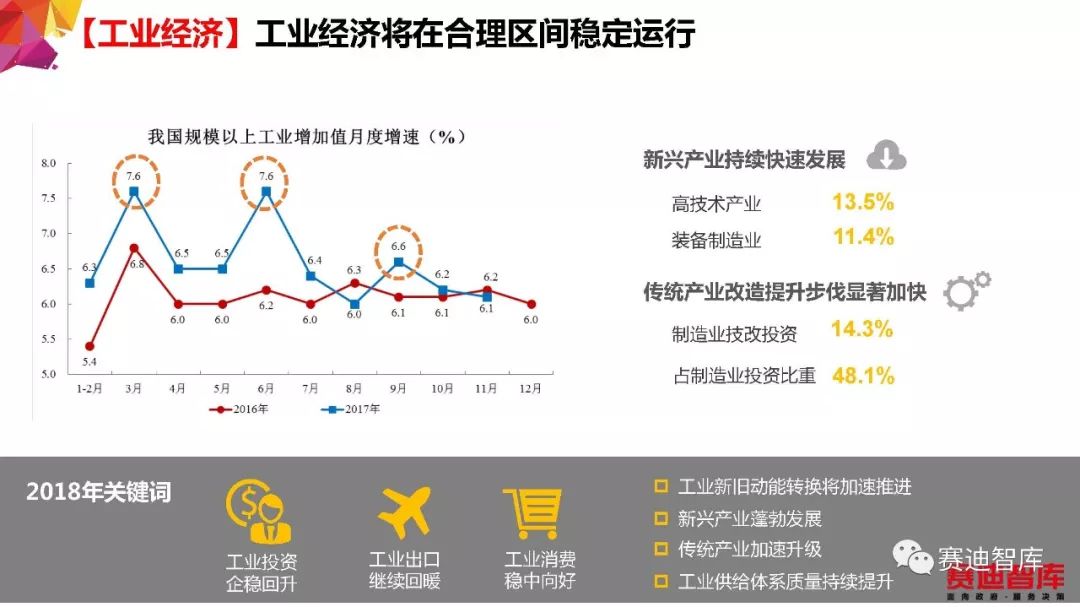 【工业经济】工业经济将在合理区间稳定运行
我国规模以上工业增加值月度增速（%）
8.0
7.5
7.0
6.5
6.0
5.5
5.0
6.3
7.6
6.5
6.5
7.6
6.4
6.0
6.6
6.2
6.1
5.4
6.8
6.0
6.0
6.2
6.0
6.3
6.1
6.1
6.2
6.0
1-2月 3月 4月 5月 6月 7月 8月 9月 10月 11月 12月
2016年 2017年
新兴产业持续快速发展
高技术产业 13.5%
装备制造业 11.4%
传统产业改造提升步伐显著加快
制造业技改投资 14.3%
占制造业投资比重 48.1%
2018年关键词
工业投资
企稳回升
工业出口
继续回暖
工业消费
稳中向好
工业新旧动能转换将加速推进
新兴产业蓬勃发展
传统产业加速升级
工业供给体系质量持续提升
赛迪智库
赛迪智库
面向政府·服务决策